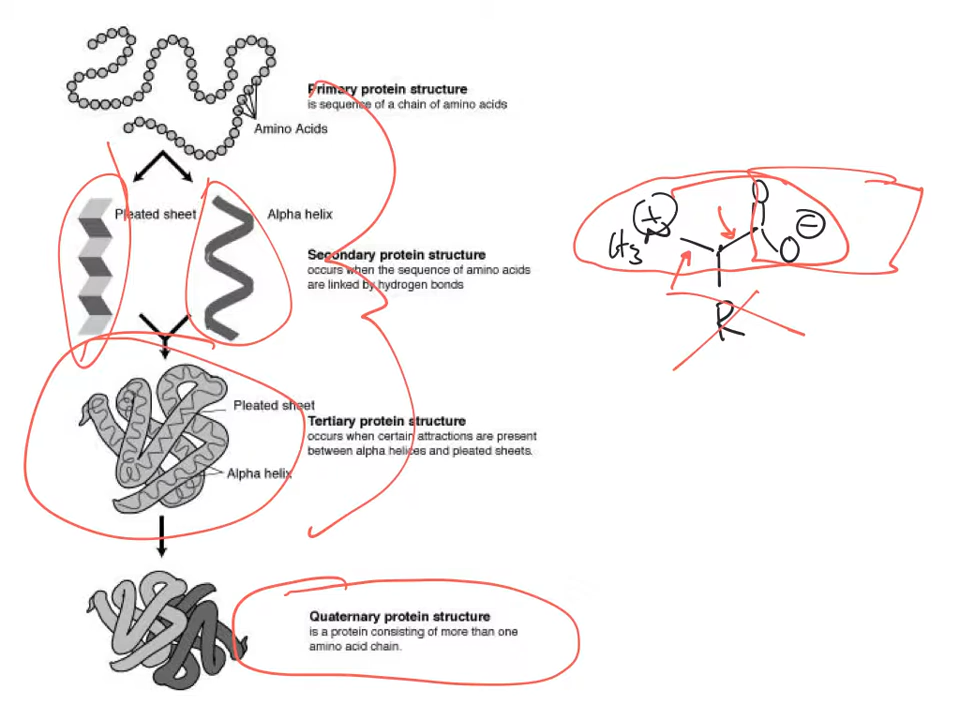 Primary protein structure
is sequence of a chain of amino acids
Amino Acids
Pleated sheet
Alpha helix
Secondary protein structure
occurs when the sequence of amino acids
are linked by hydrogen bonds
Pleated sheet
Alpha helix
Tertiary protein structure
occurs when certain attractions are present
between alpha helices and pleated sheets.
Quaternary protein structure
is a protein consisting of more than one
amino acid chain.
+
O
−
H3 N
O
R